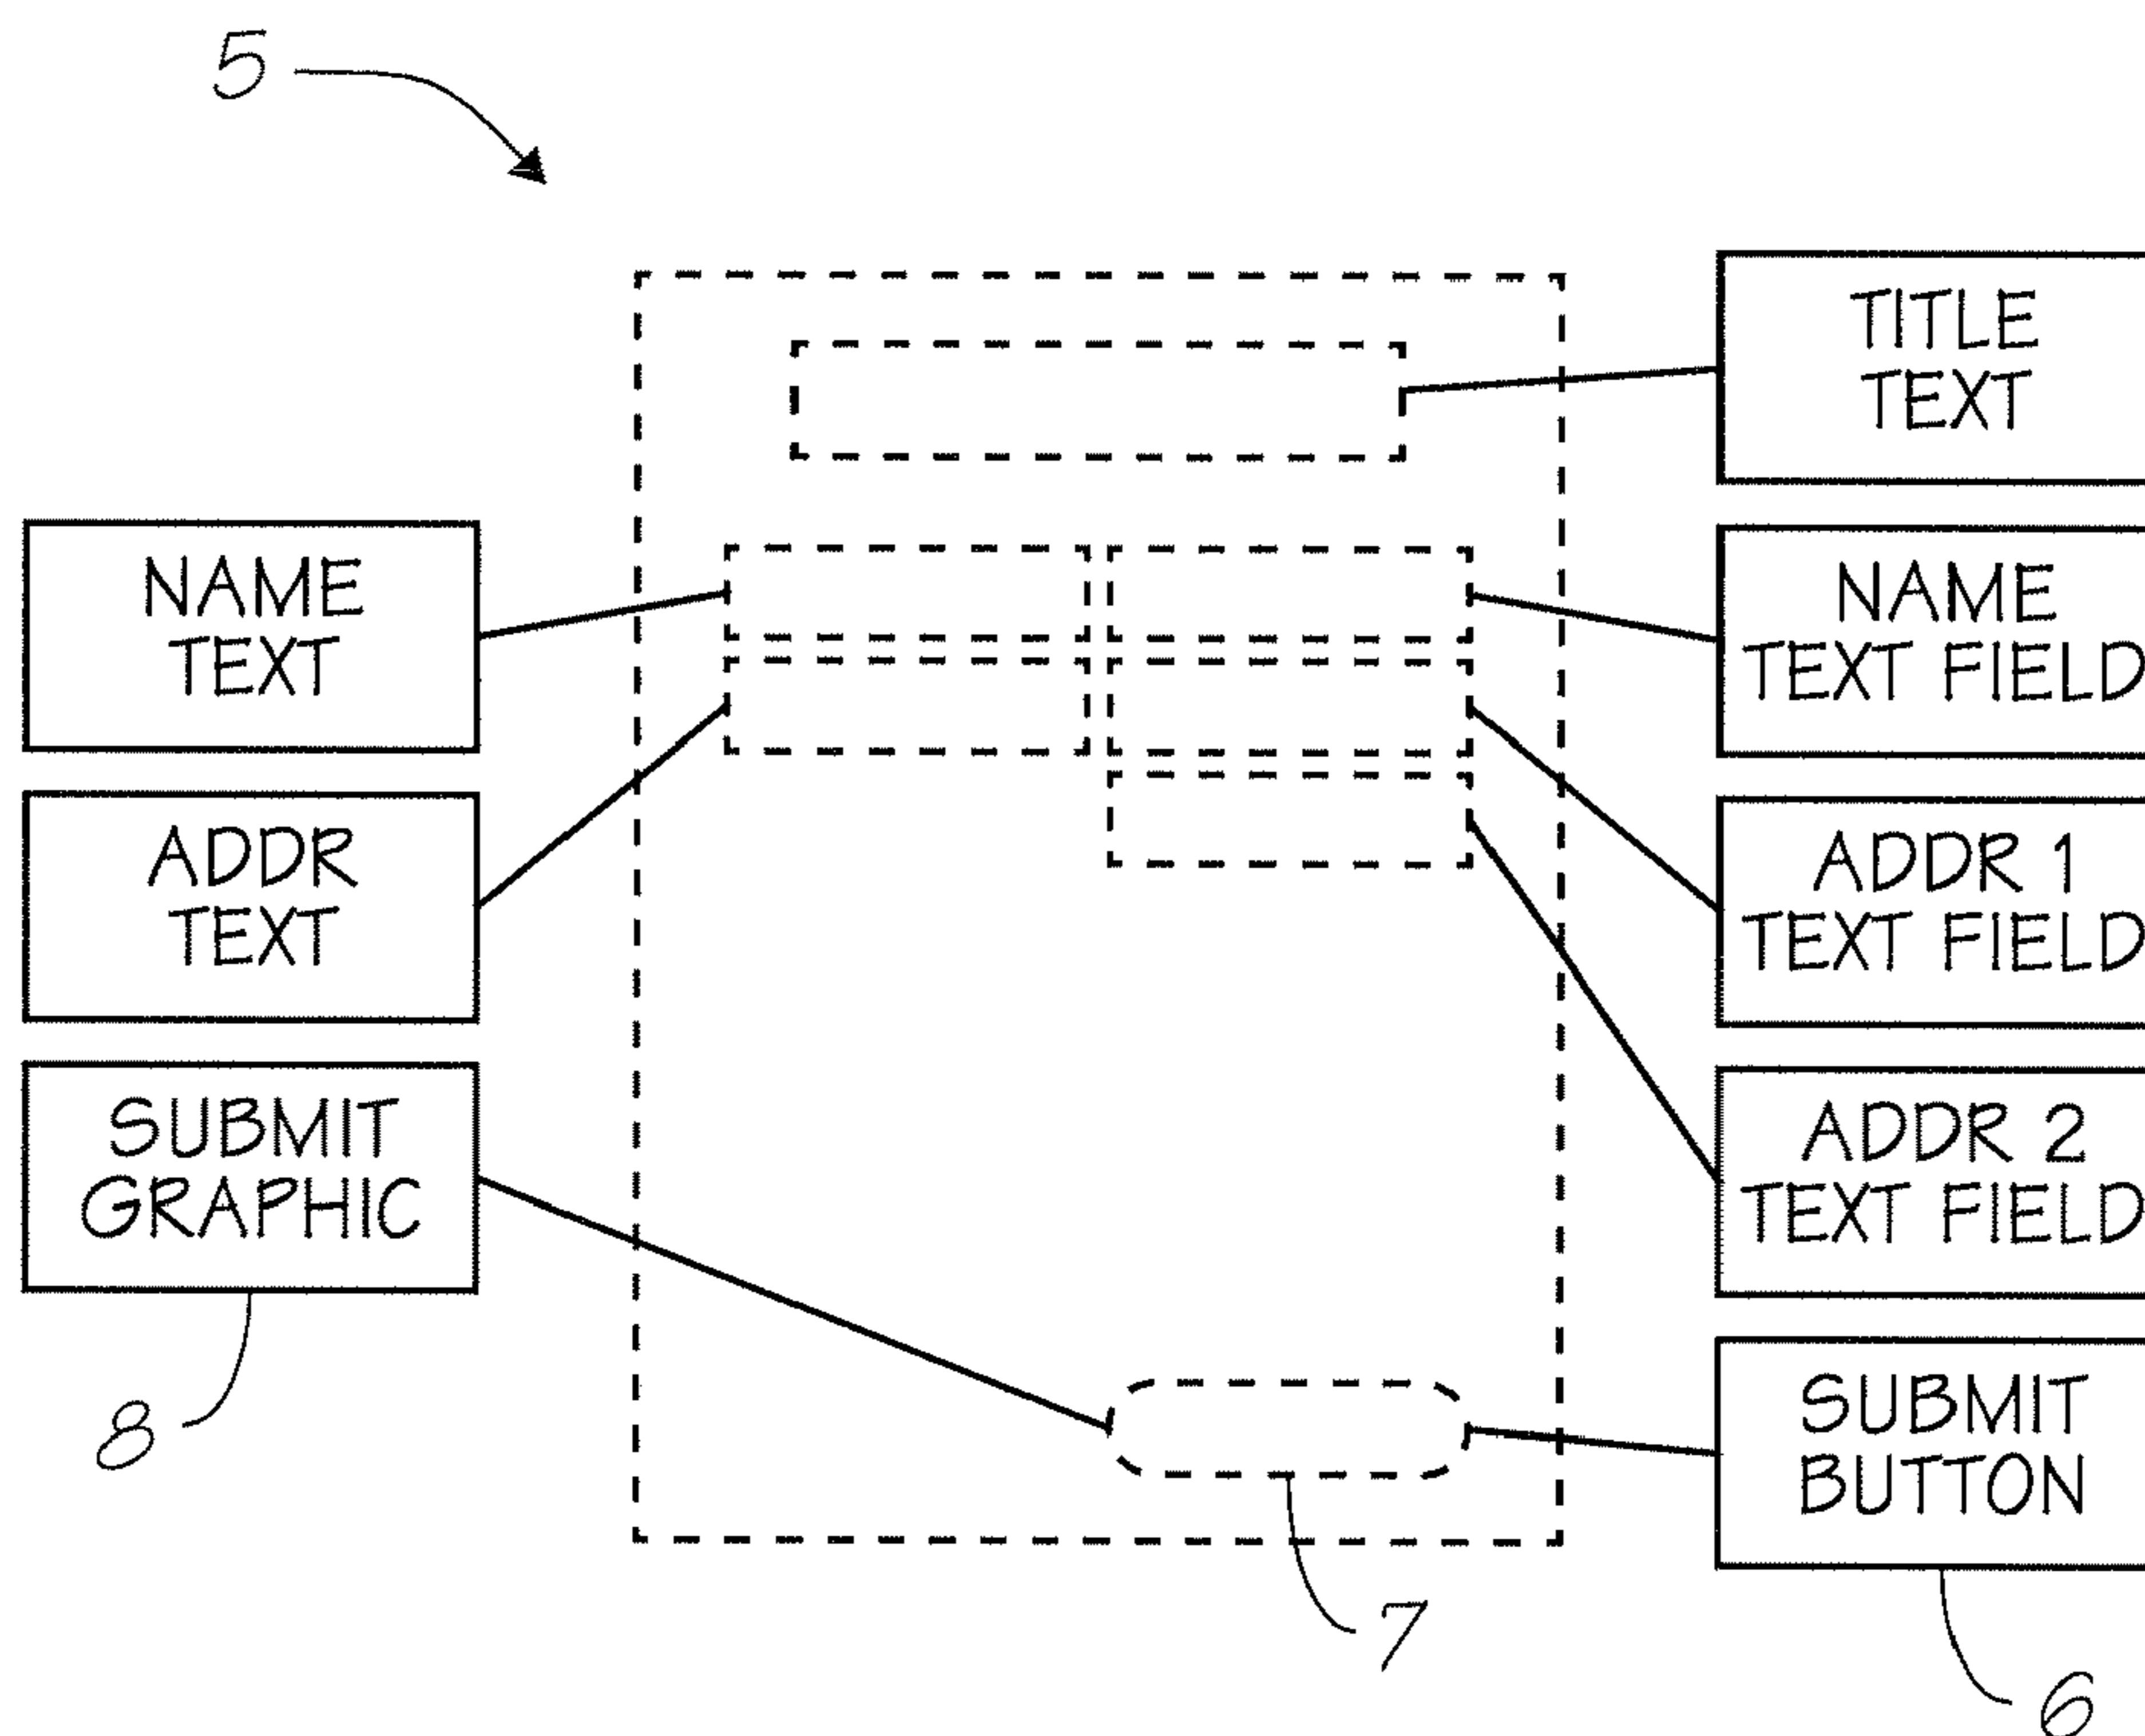 5
TITLE
TEXT
NAME
TEXT
NAME
TEXT FIELD
ADDR
TEXT
ADDR 1
TEXT FIELD
SUBMIT
GRAPHIC
ADDR 2
TEXT FIELD
8
SUBMIT
BUTTON
7
6